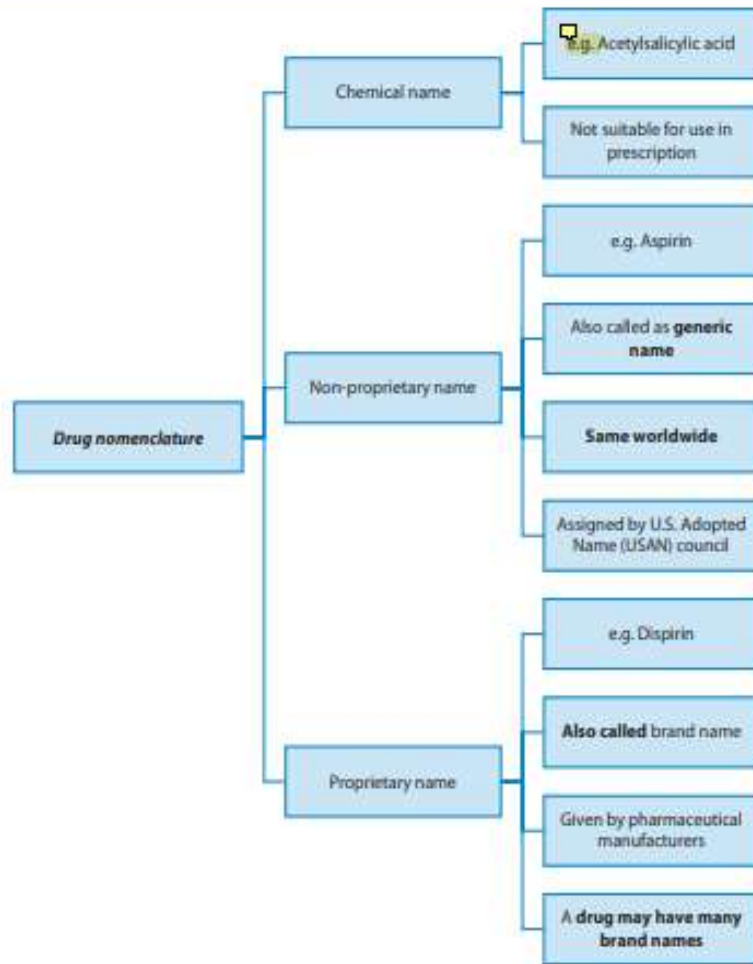 Drug nomenclature
Chemical name
e.g. Acetylsalicylic acid
Not suitable for use in
prescription
Non-proprietary name
e.g. Aspirin
Also called as generic
name
Same worldwide
Assigned by U.S. Adopted
Name (USAN) council
Proprietary name
e.g. Dispirin
Also called brand name
Given by pharmaceutical
manufacturers
A drug may have many
brand names